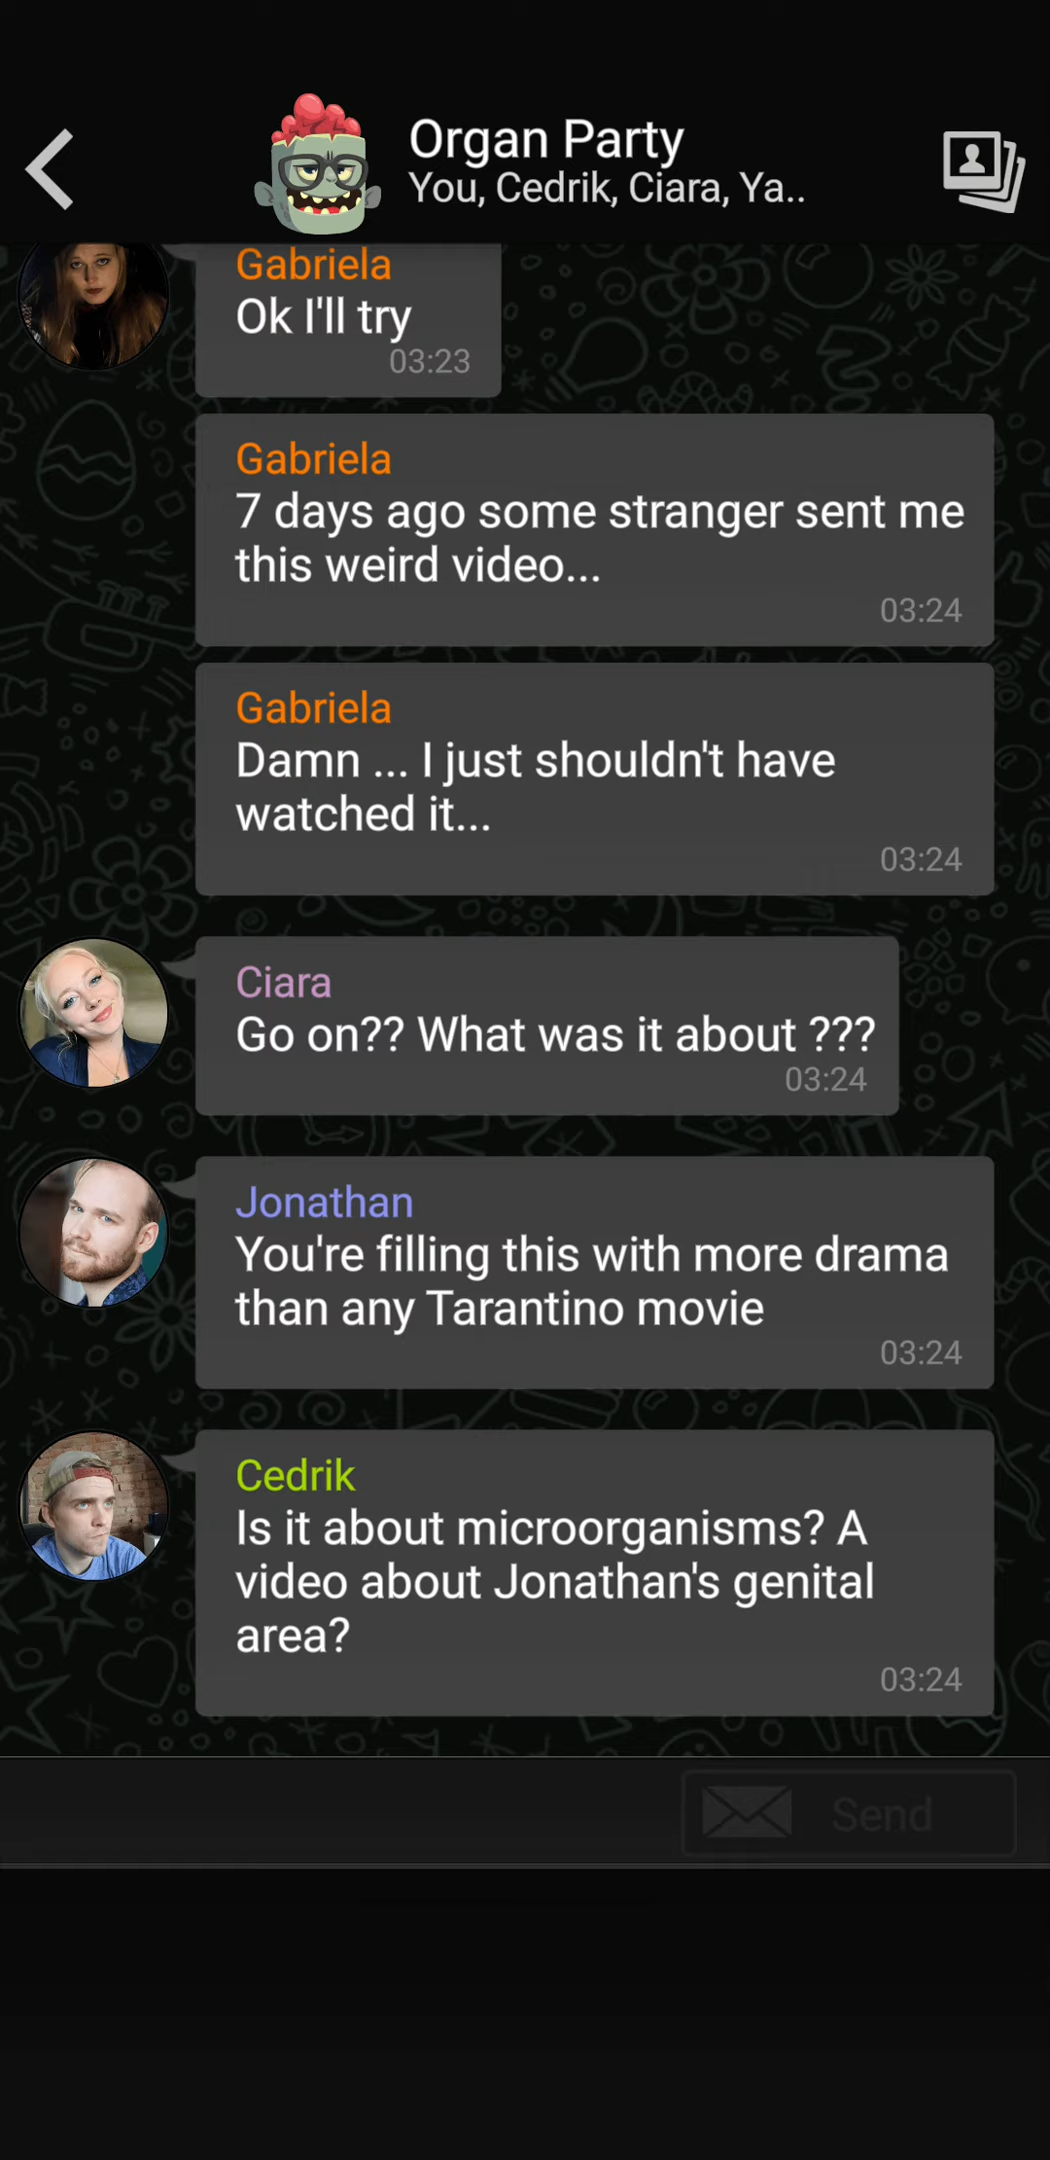 Organ Party
You, Cedrik, Ciara, Ya..
Gabriela
Ok I'll try
03:23
Gabriela
7 days ago some stranger sent me
this weird video...
03:24
Gabriela
Damn ... I just shouldn't have
watched it...
03:24
Ciara
Go on?? What was it about ???
03:24
Jonathan
You're filling this with more drama
than any Tarantino movie
03:24
Cedrik
Is it about microorganisms? A
video about Jonathan's genital
area?
03:24
Send